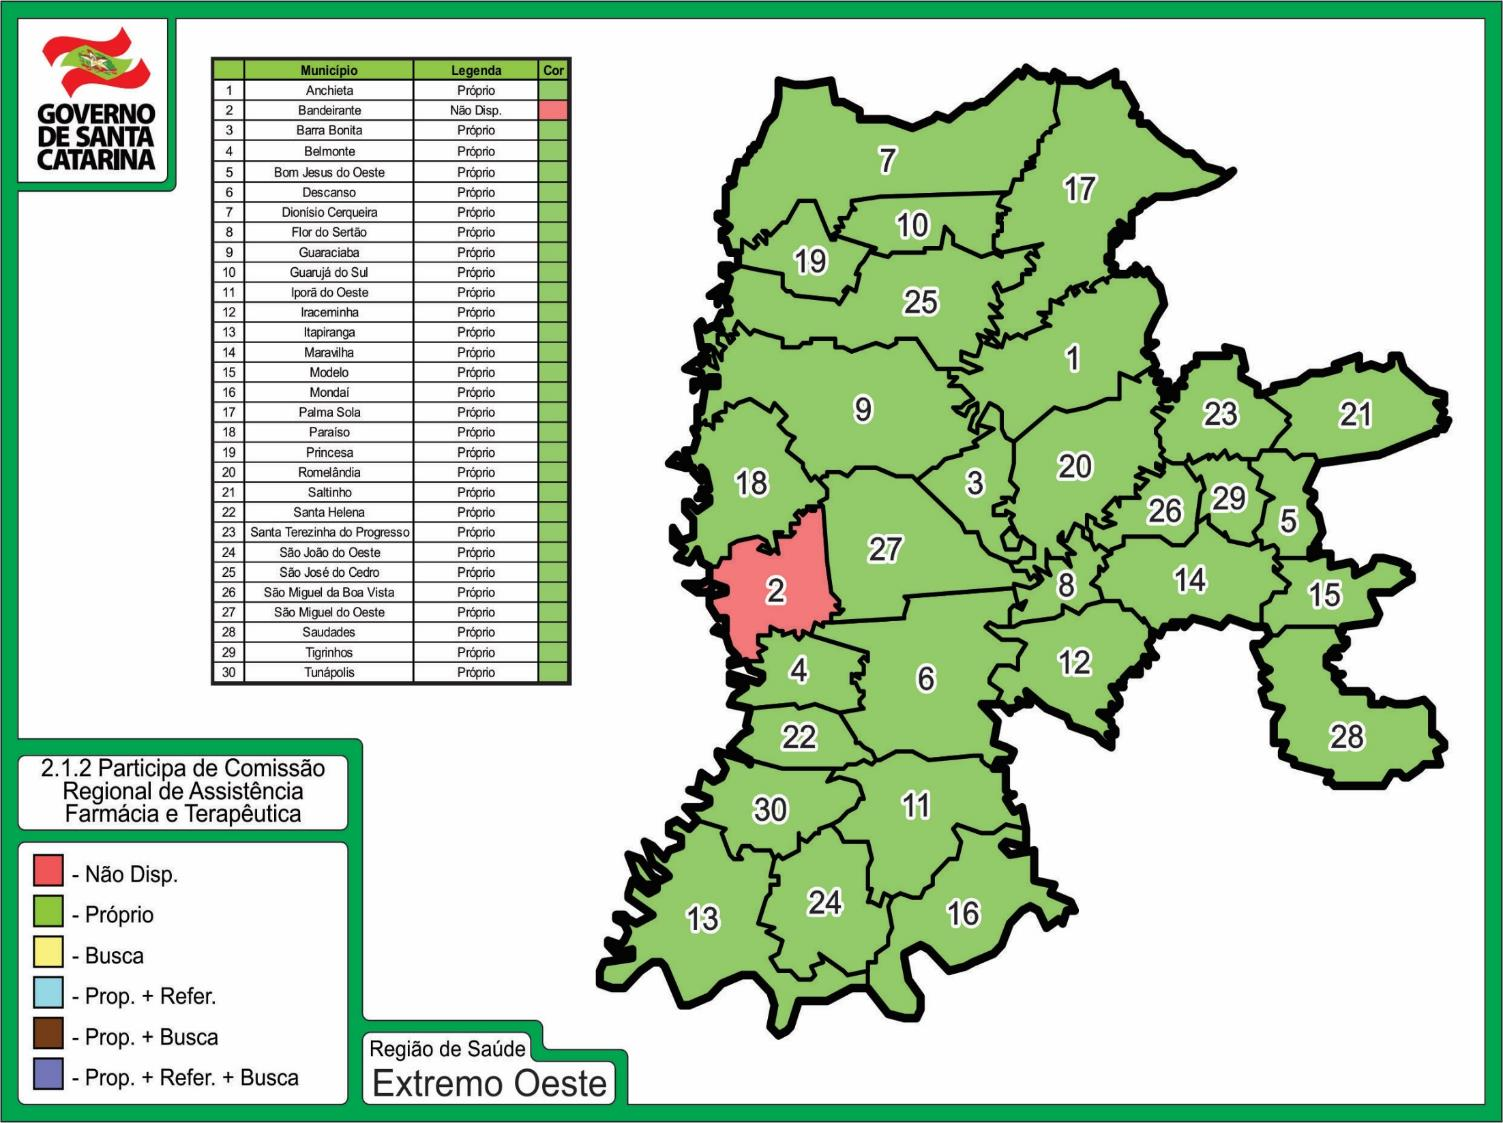 GOVERNO
DE SANTA
CATARINA
Município Legenda Cor
1 Anchieta Próprio
2 Bandeirante Não Disp.
3 Barra Bonita Próprio
4 Belmonte Próprio
5 Bom Jesus do Oeste Próprio
6 Descanso Próprio
7 Dionísio Cerqueira Próprio
8 Flor do Sertão Próprio
9 Guaraciaba Próprio
10 Guarujá do Sul Próprio
11 Iporã do Oeste Próprio
12 Iraceminha Próprio
13 Itapiranga Próprio
14 Maravilha Próprio
15 Modelo Próprio
16 Mondaí Próprio
17 Palma Sola Próprio
18 Paraíso Próprio
19 Princesa Próprio
20 Romelândia Próprio
21 Saltinho Próprio
22 Santa Helena Próprio
23 Santa Terezinha do Progresso Próprio
24 São João do Oeste Próprio
25 São José do Cedro Próprio
26 São Miguel da Boa Vista Próprio
27 São Miguel do Oeste Próprio
28 Saudades Próprio
29 Tigrinhos Próprio
30 Tunápolis Próprio
7
17
10
19
25
1
9
23
21
20
18
3
29
26
5
27
14
8
2
15
12
4
6
22
28
11
30
24
16
13
2.1.2 Participa de Comissão
Regional de Assistência
Farmácia e Terapêutica
- Não Disp.
- Próprio
- Busca
- Prop. + Refer.
- Prop. + Busca
- Prop. + Refer. + Busca
Região de Saúde
Extremo Oeste